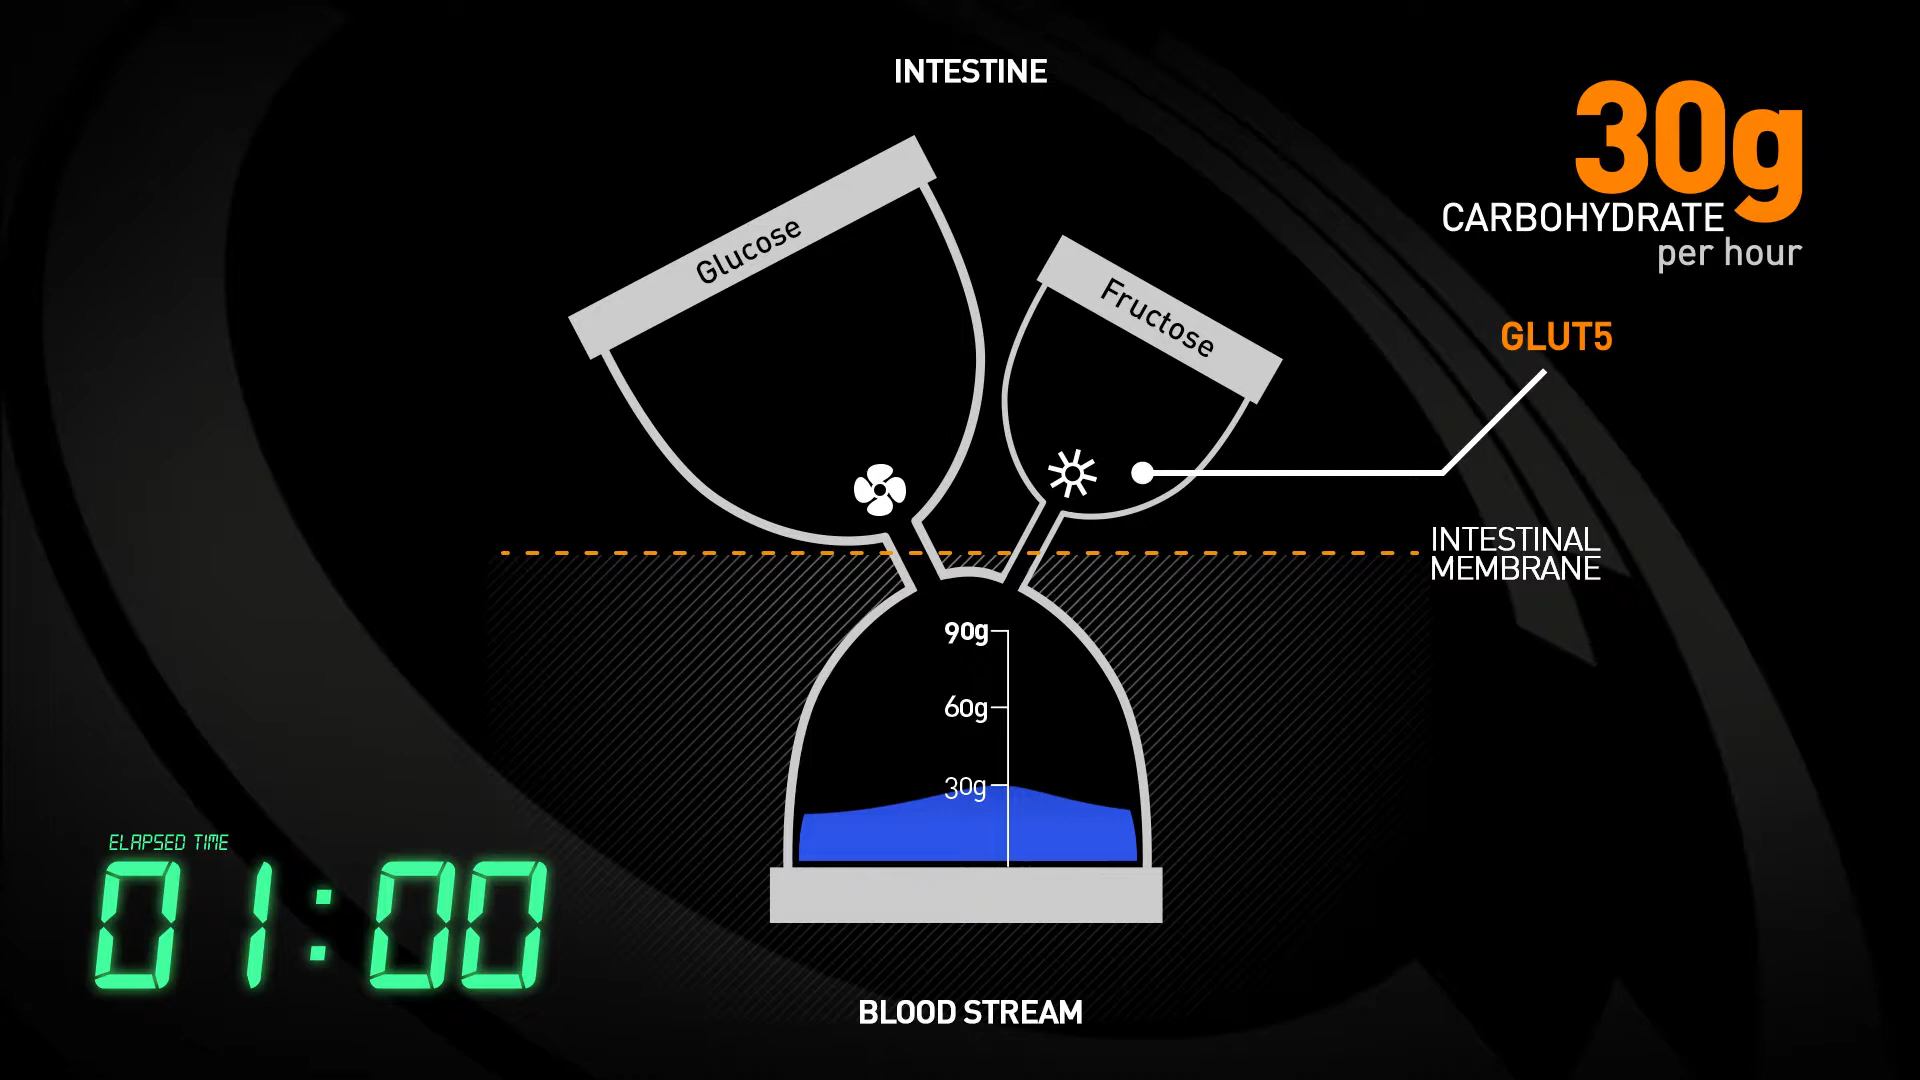 INTESTINE
30g
CARBOHYDRATE
per hour
Glucose
Fructose
GLUT5
INTESTINAL
MEMBRANE
90g
60g
30g
ELAPSED TIME
01:00
BLOOD STREAM